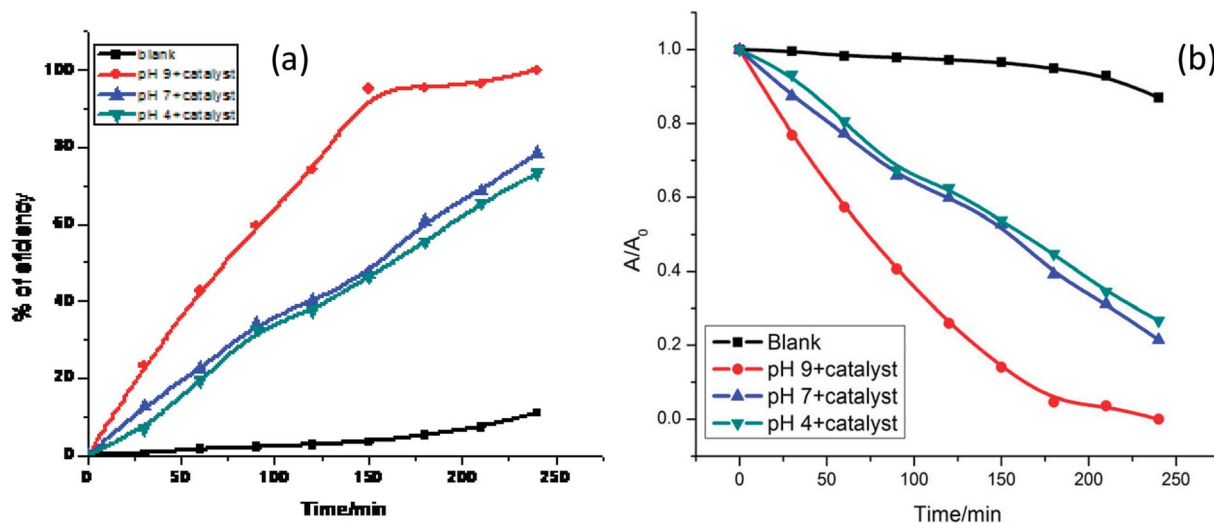 (a)
blank
pH 9+catalyst
pH 7+catalyst
pH 4+catalyst
% of eficiency
100
80
60
40
20
0
0 50 100 150 200 250
Time/min
(b)
A/A0
1.0
0.8
0.6
0.4
0.2
0.0
Blank
pH 9+catalyst
pH 7+catalyst
pH 4+catalyst
0 50 100 150 200 250
Time/min